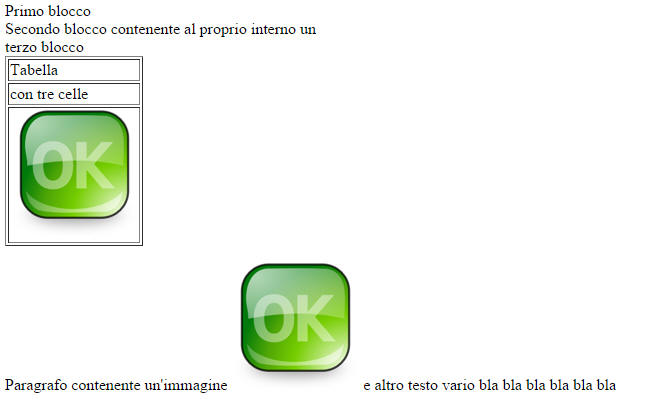 Primo blocco
Secondo blocco contenente al proprio interno un
terzo blocco
Tabella
con tre celle
OK
OK
Paragrafo contenente un'immagine e altro testo vario bla bla bla bla bla bla